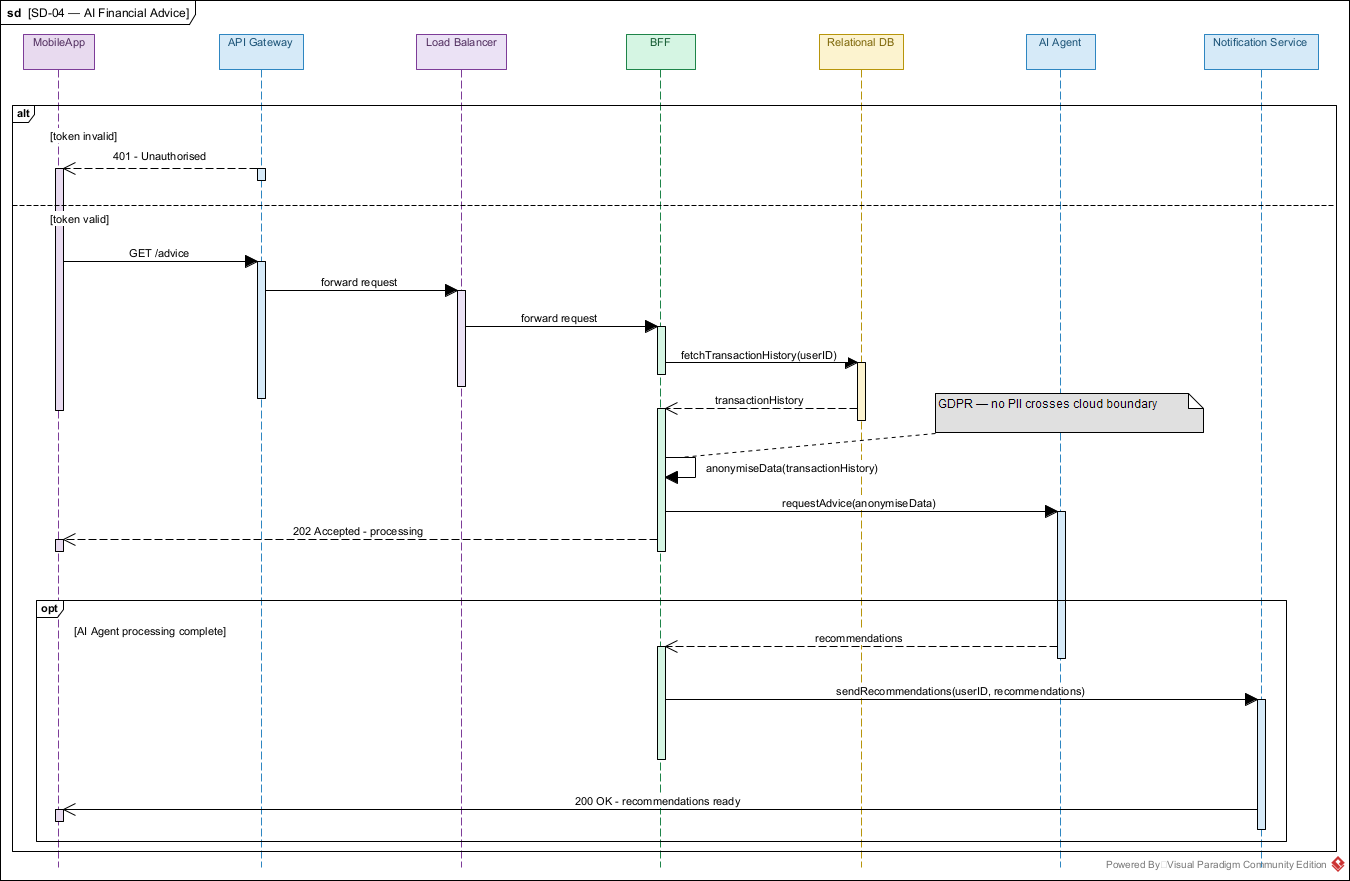 sd [SD-04 — AI Financial Advice]
MobileApp
API Gateway
Load Balancer
BFF
Relational DB
AI Agent
Notification Service
alt
[token invalid]
401 - Unauthorised
[token valid]
GET /advice
forward request
forward request
fetchTransactionHistory(userID)
transactionHistory
GDPR — no PII crosses cloud boundary
anonymiseData(transactionHistory)
requestAdvice(anonymiseData)
202 Accepted - processing
opt
[AI Agent processing complete]
recommendations
sendRecommendations(userID, recommendations)
200 OK - recommendations ready
Powered By Visual Paradigm Community Edition